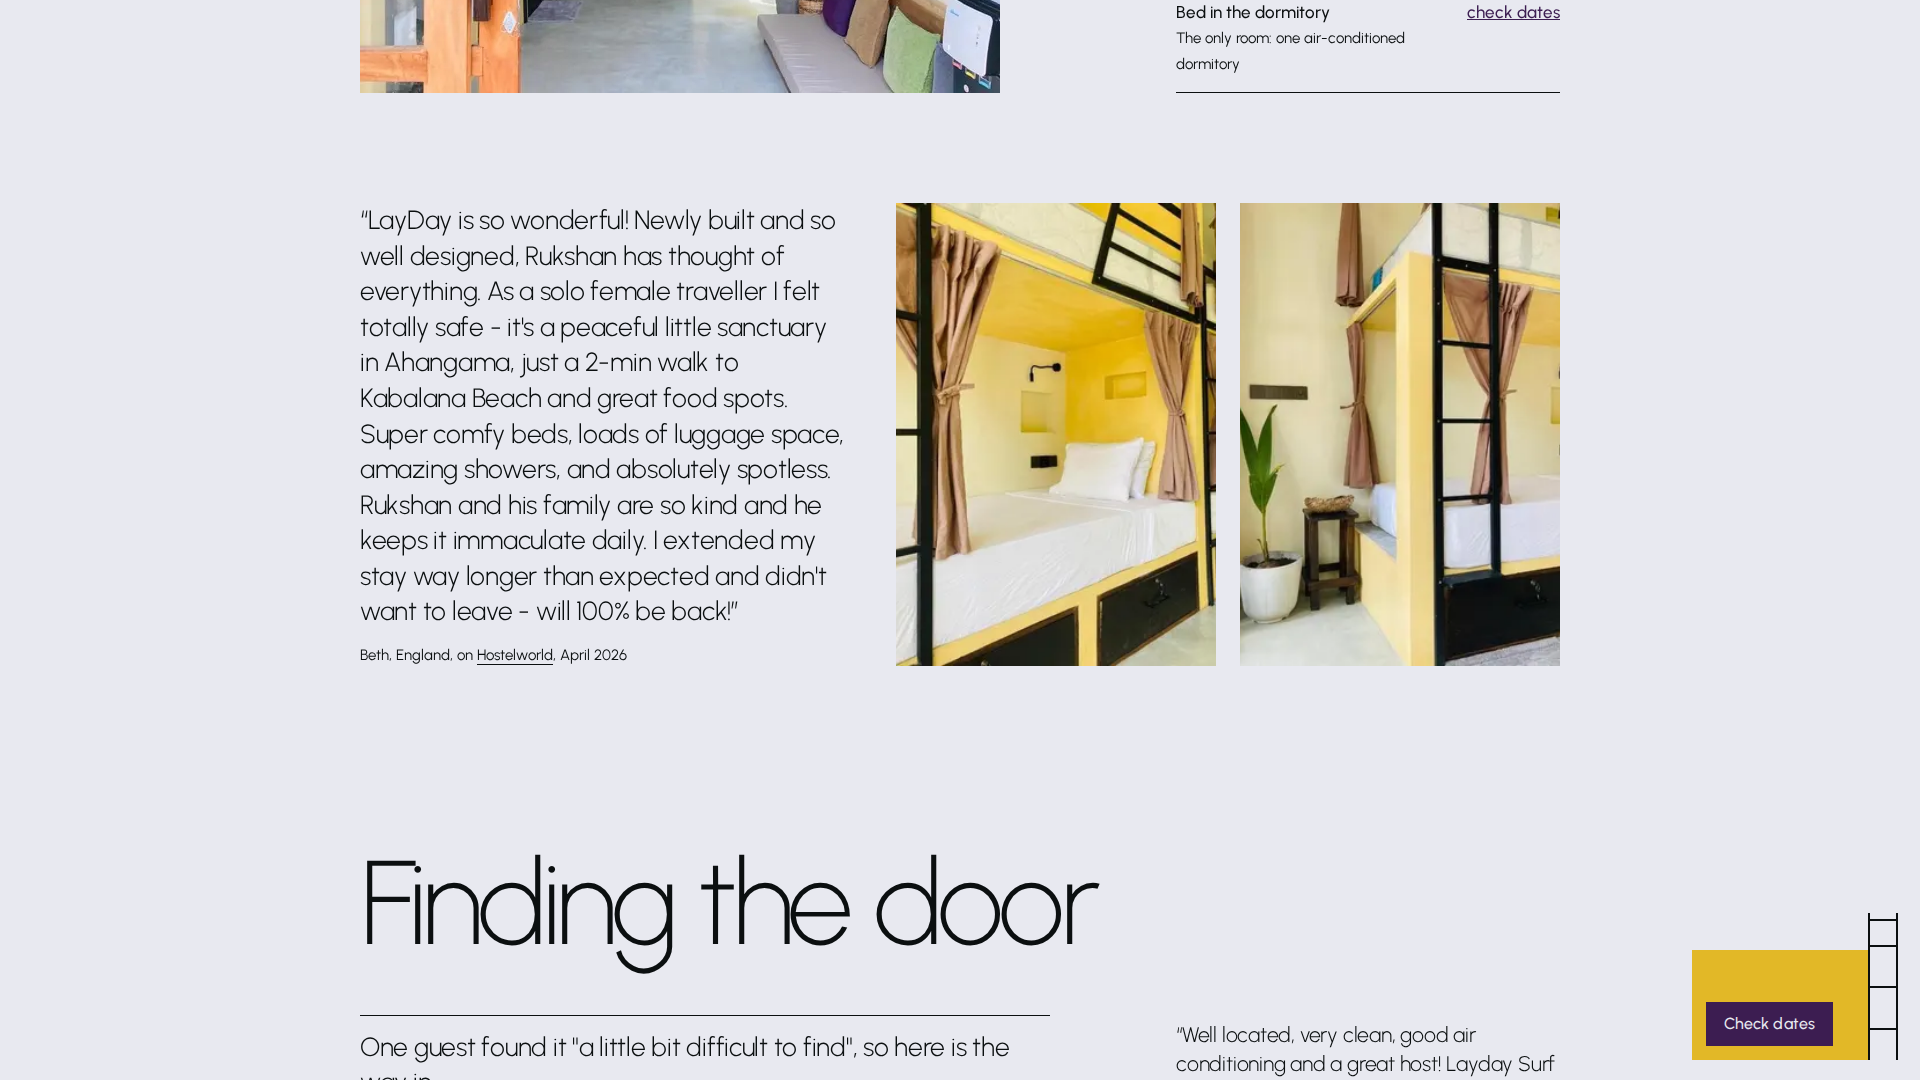 Bed in the dormitory
check dates
The only room: one air-conditioned
dormitory
"LayDay is so wonderful! Newly built and so
well designed, Rukshan has thought of
everything. As a solo female traveller I felt
totally safe - it's a peaceful little sanctuary
in Ahangama, just a 2-min walk to
Kabalana Beach and great food spots.
Super comfy beds, loads of luggage space,
amazing showers, and absolutely spotless.
Rukshan and his family are so kind and he
keeps it immaculate daily. I extended my
stay way longer than expected and didn't
want to leave - will 100% be back!"
Beth, England, on Hostelworld, April 2026
Finding the door
One guest found it "a little bit difficult to find", so here is the
way in.
"Well located, very clean, good air
conditioning and a great host! Layday Surf
Check dates